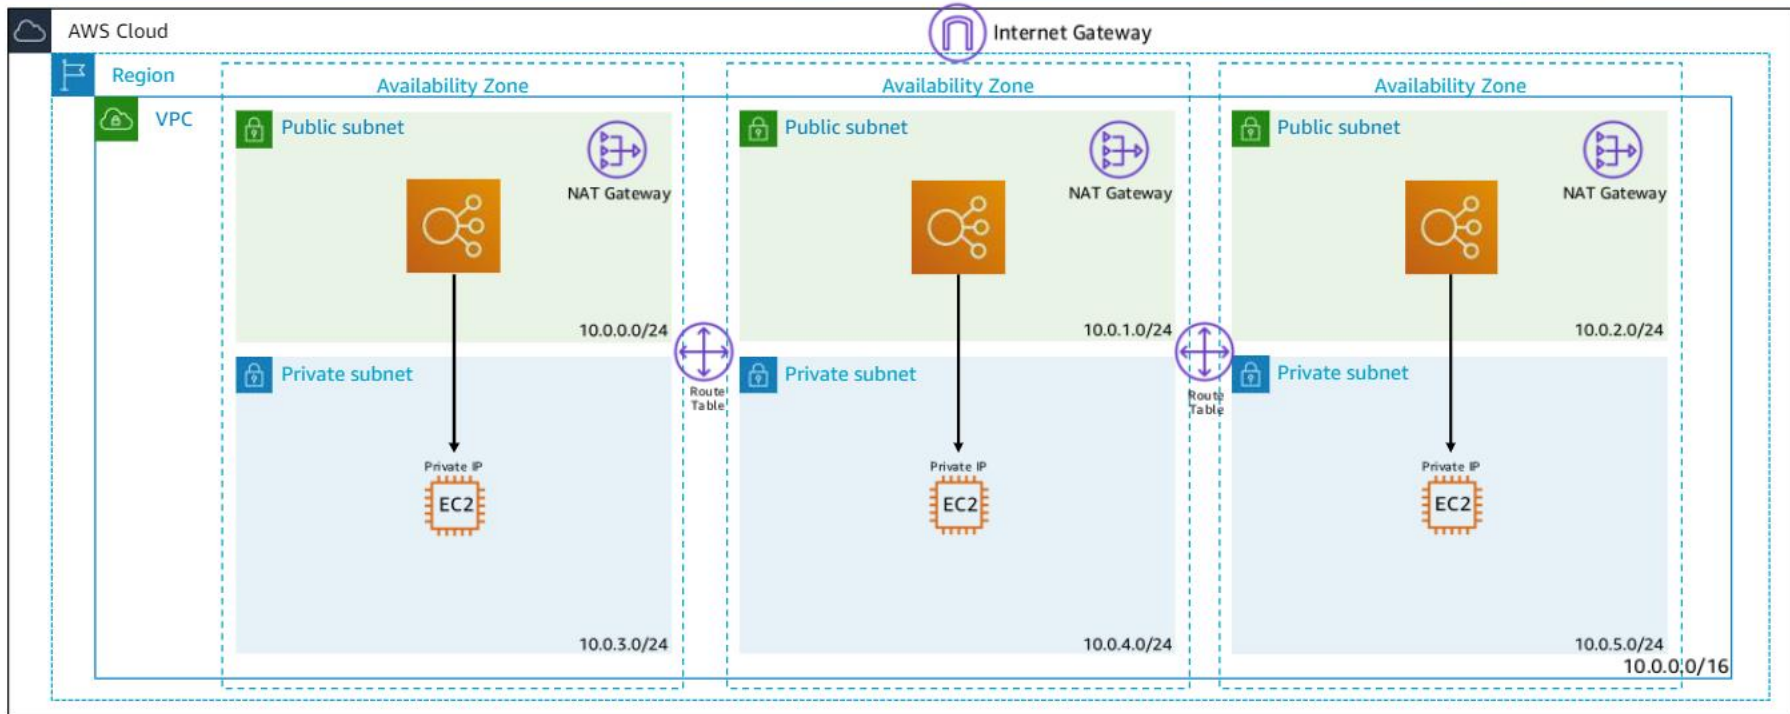 AWS Cloud
Internet Gateway
Region
Availability Zone
Availability Zone
Availability Zone
VPC
Public subnet
NAT Gateway
10.0.0.0/24
Public subnet
NAT Gateway
10.0.1.0/24
Public subnet
NAT Gateway
10.0.2.0/24
Route
Table
Route
Table
Private subnet
Private IP
EC2
10.0.3.0/24
Private subnet
Private IP
EC2
10.0.4.0/24
Private subnet
Private IP
EC2
10.0.5.0/24
10.0.0.0/16